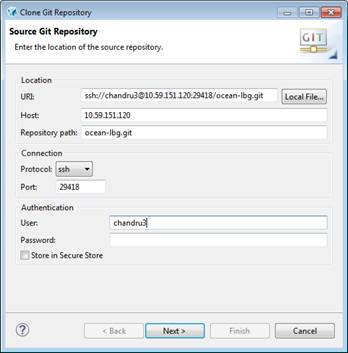 Clone Git Repository
Source Git Repository
Enter the location of the source repository.
GIT
Location
URI: ssh://chandru3@10.59.151.120:29418/ocean-lbg.git Local File...
Host: 10.59.151.120
Repository path: ocean-lbg.git
Connection
Protocol: ssh
Port: 29418
Authentication
User: chandru3
Password:
Store in Secure Store
? < Back Next > Finish Cancel